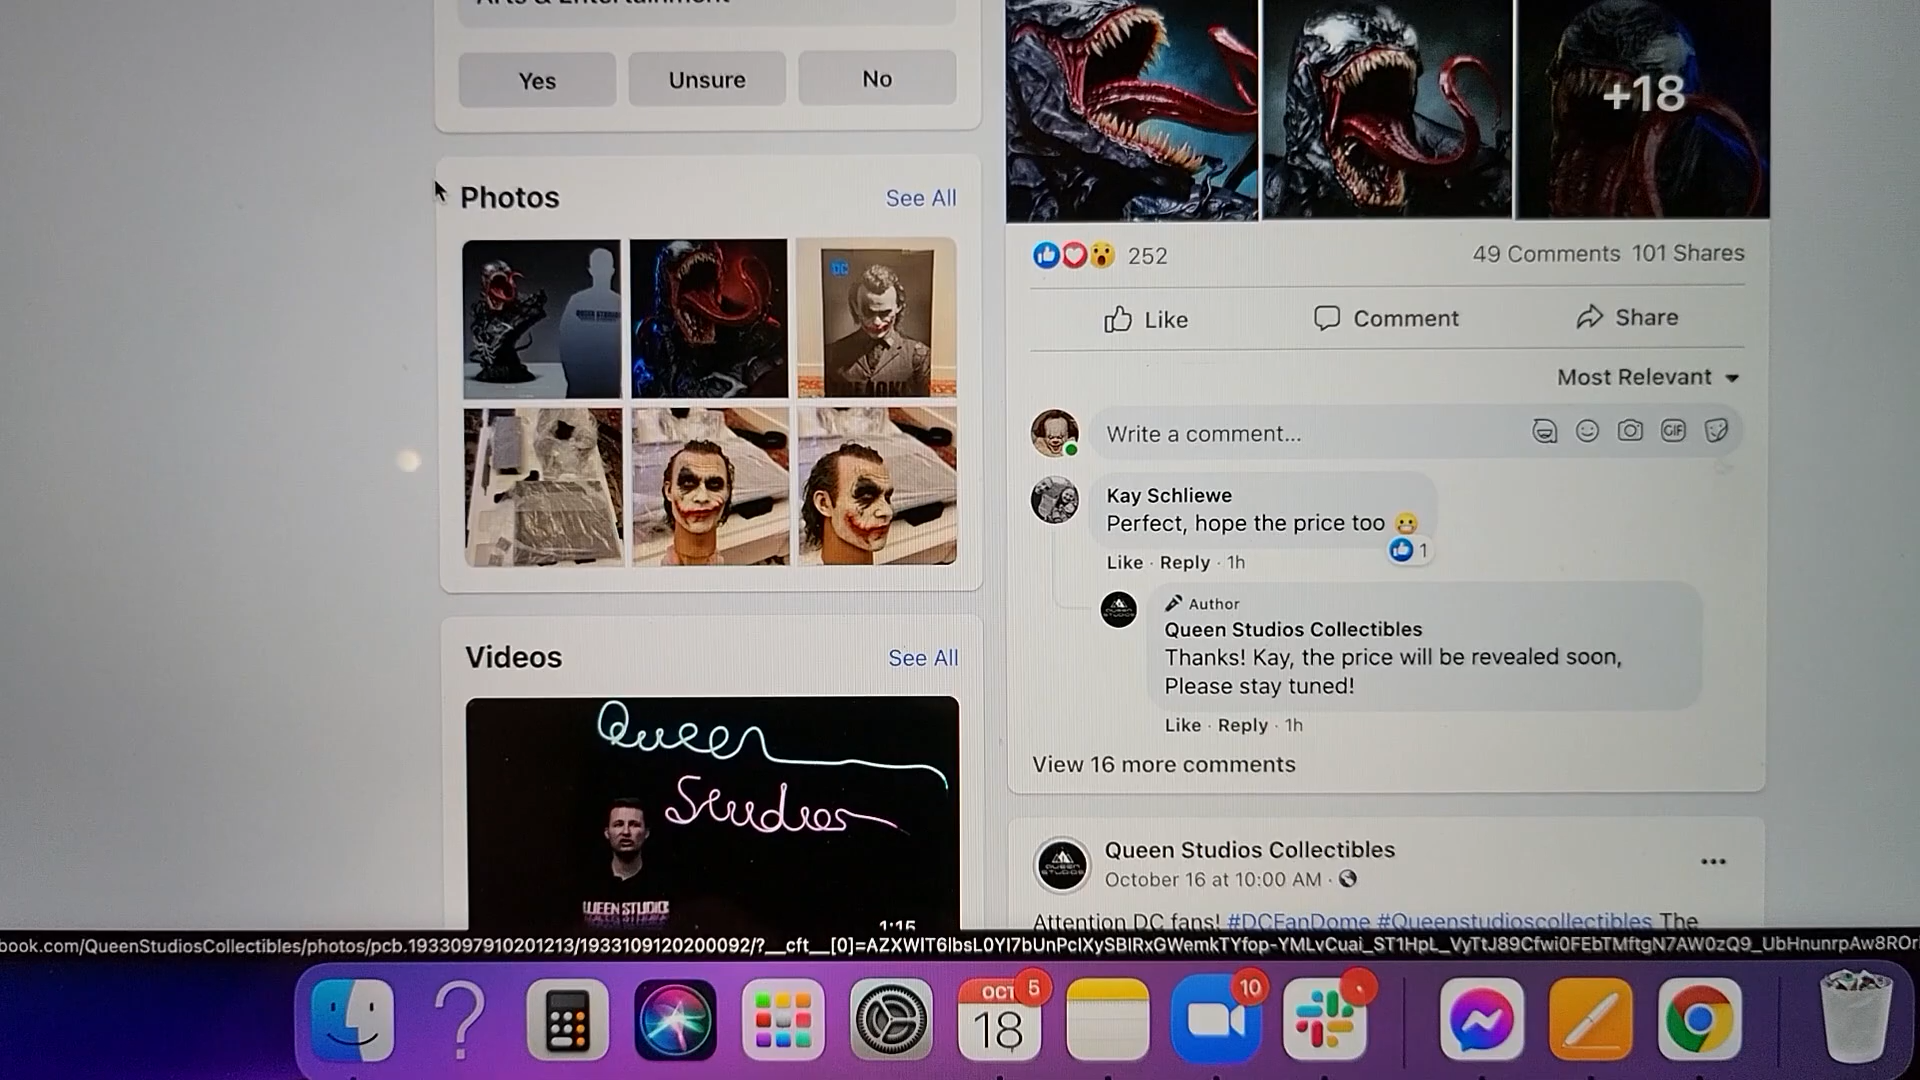 Yes
Unsure
No
Photos
See All
DC
Videos
See All
Queen
Studios
QUEEN STUDIOS
1:15
+18
252
49 Comments 101 Shares
Like
Comment
Share
Most Relevant
Write a comment...
GIF
Kay Schliewe
Perfect, hope the price too 😬
1
Like · Reply · 1h
Author
Queen Studios Collectibles
Thanks! Kay, the price will be revealed soon,
Please stay tuned!
Like · Reply · 1h
View 16 more comments
Queen Studios Collectibles
October 16 at 10:00 AM ·
Attention DC fans! #DCFanDome #Queenstudioscollectibles The
OCT
5
18
10